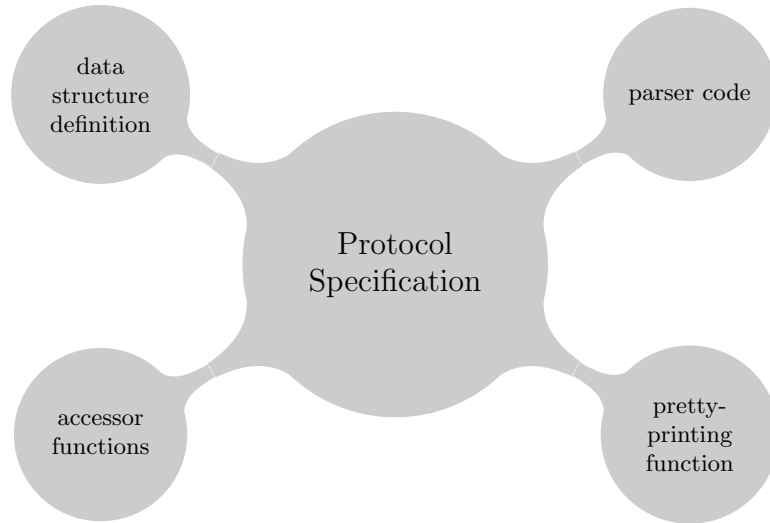 data
structure
definition
parser code
Protocol
Specification
accessor
functions
pretty-
printing
function